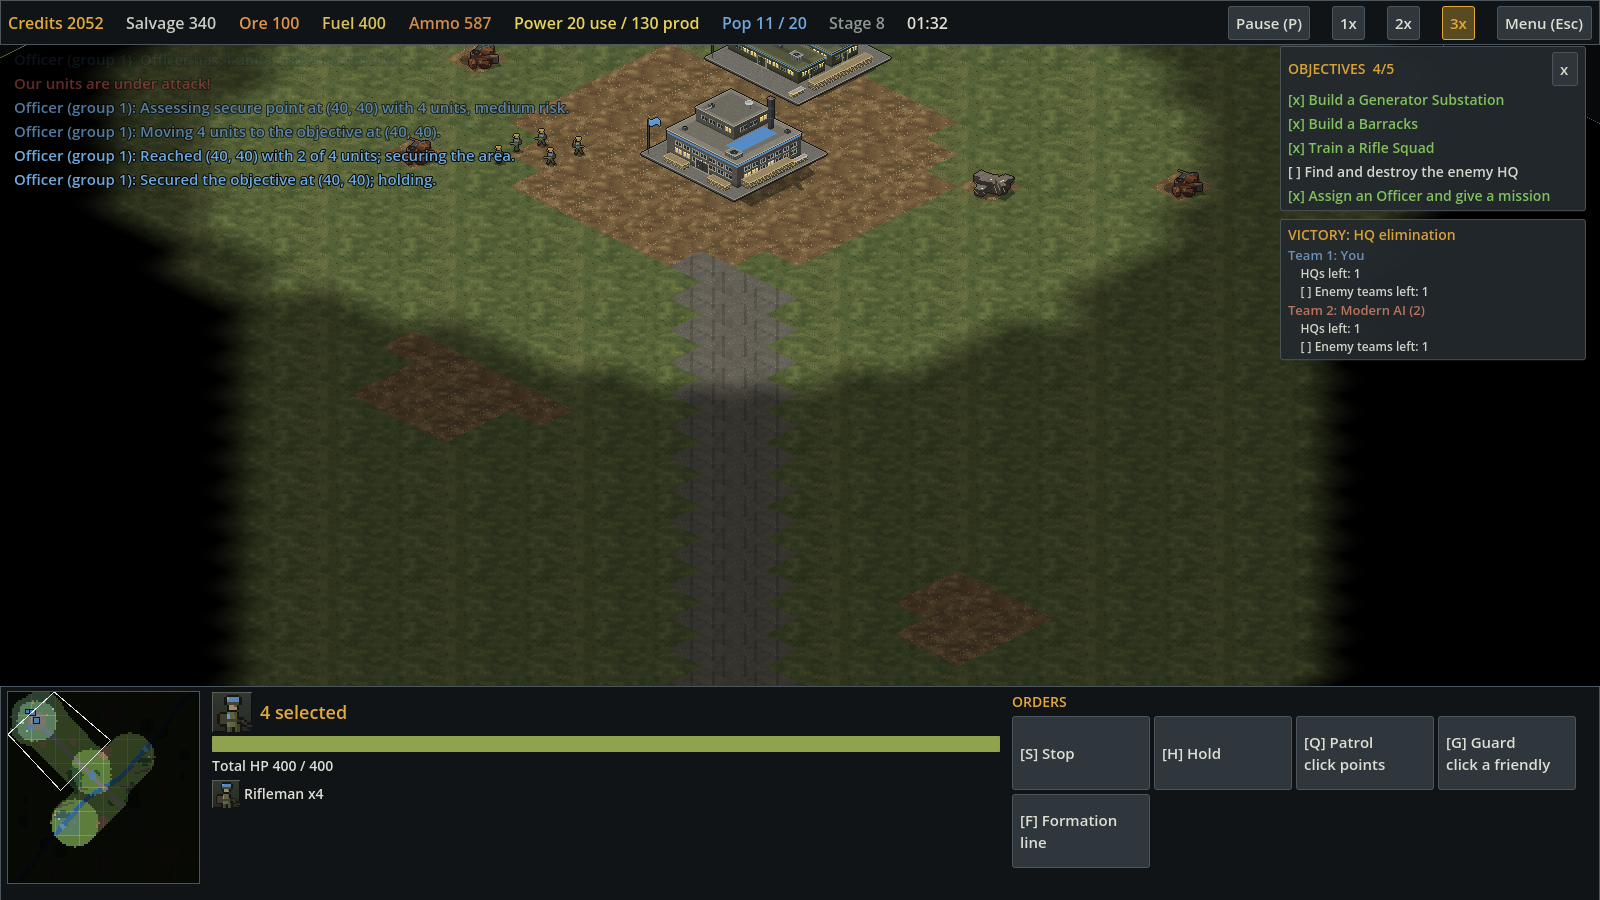 Credits 2052 Salvage 340 Ore 100 Fuel 400 Ammo 587 Power 20 use / 130 prod Pop 11 / 20 Stage 8 01:32 Pause (P) 1x 2x 3x Menu (Esc)
Officer (group 1): Officer has 4 units
Our units are under attack!
Officer (group 1): Assessing secure point at (40, 40) with 4 units, medium risk.
Officer (group 1): Moving 4 units to the objective at (40, 40).
Officer (group 1): Reached (40, 40) with 2 of 4 units; securing the area.
Officer (group 1): Secured the objective at (40, 40); holding.
OBJECTIVES 4/5
x
[x] Build a Generator Substation
[x] Build a Barracks
[x] Train a Rifle Squad
[ ] Find and destroy the enemy HQ
[x] Assign an Officer and give a mission
VICTORY: HQ elimination
Team 1: You
HQs left: 1
[ ] Enemy teams left: 1
Team 2: Modern AI (2)
HQs left: 1
[ ] Enemy teams left: 1
4 selected
Total HP 400 / 400
Rifleman x4
ORDERS
[S] Stop
[H] Hold
[Q] Patrol
click points
[G] Guard
click a friendly
[F] Formation
line